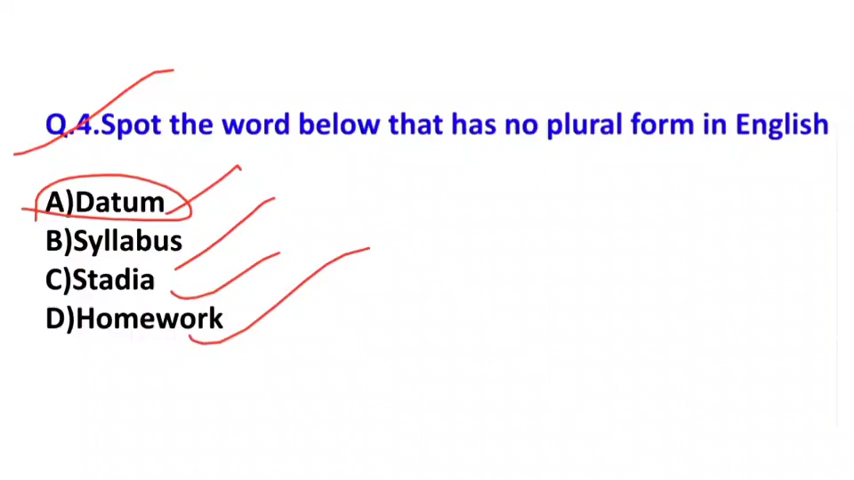 Q.4.Spot the word below that has no plural form in English
A)Datum
B)Syllabus
C)Stadia
D)Homework